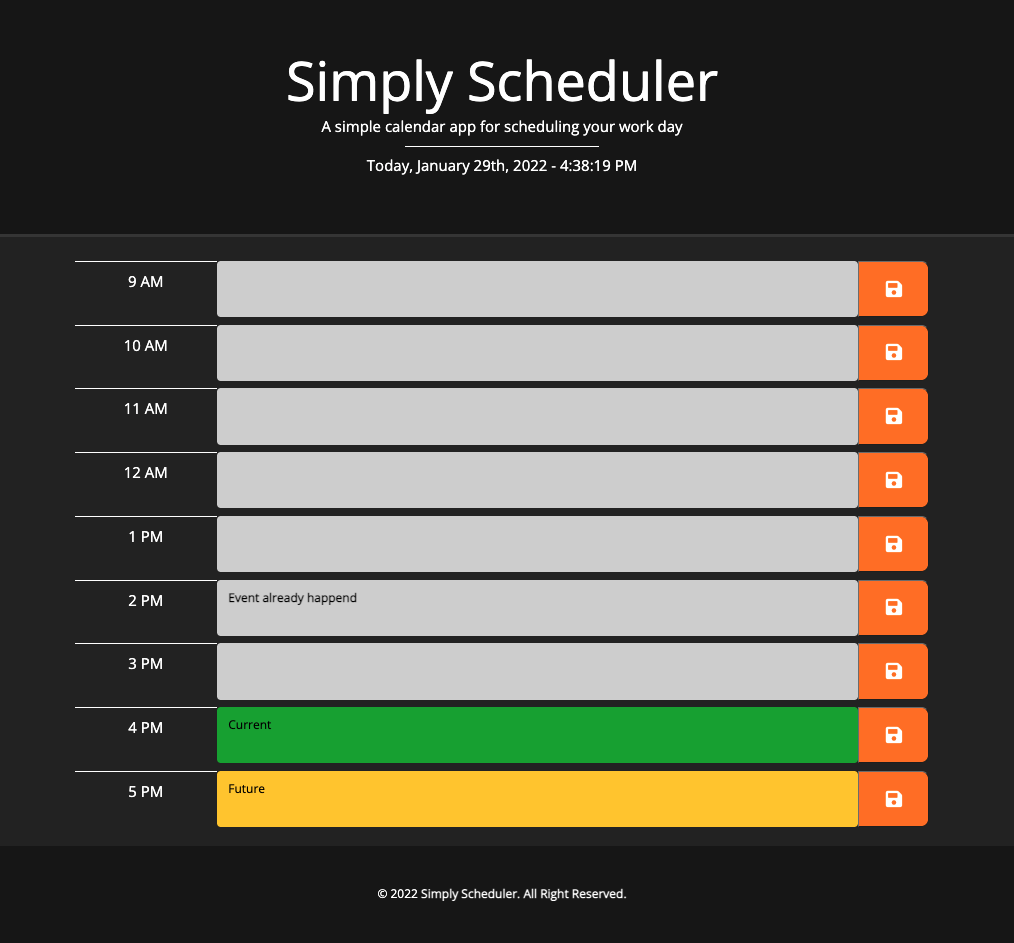 Simply Scheduler
A simple calendar app for scheduling your work day
Today, January 29th, 2022 - 4:38:19 PM
9 AM
10 AM
11 AM
12 AM
1 PM
2 PM Event already happend
3 PM
4 PM Current
5 PM Future
© 2022 Simply Scheduler. All Right Reserved.